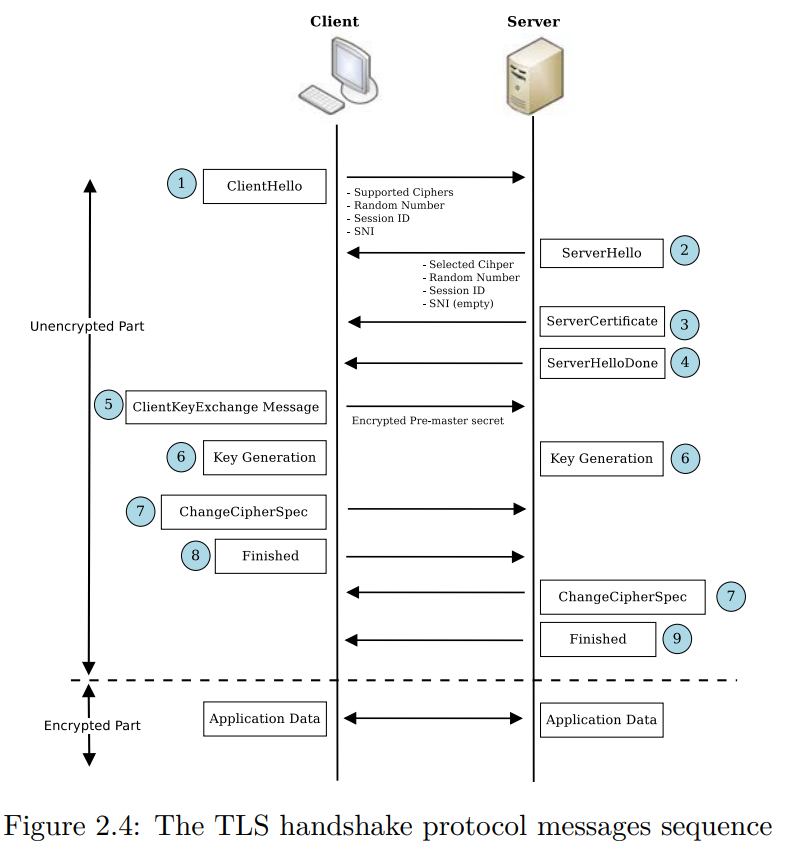 Client Server
1 ClientHello
- Supported Ciphers
- Random Number
- Session ID
- SNI
ServerHello 2
- Selected Cihper
- Random Number
- Session ID
- SNI (empty)
Unencrypted Part
ServerCertificate 3
ServerHelloDone 4
5 ClientKeyExchange Message
Encrypted Pre-master secret
6 Key Generation Key Generation 6
7 ChangeCipherSpec
8 Finished
ChangeCipherSpec 7
Finished 9
Encrypted Part
Application Data Application Data
Figure 2.4: The TLS handshake protocol messages sequence